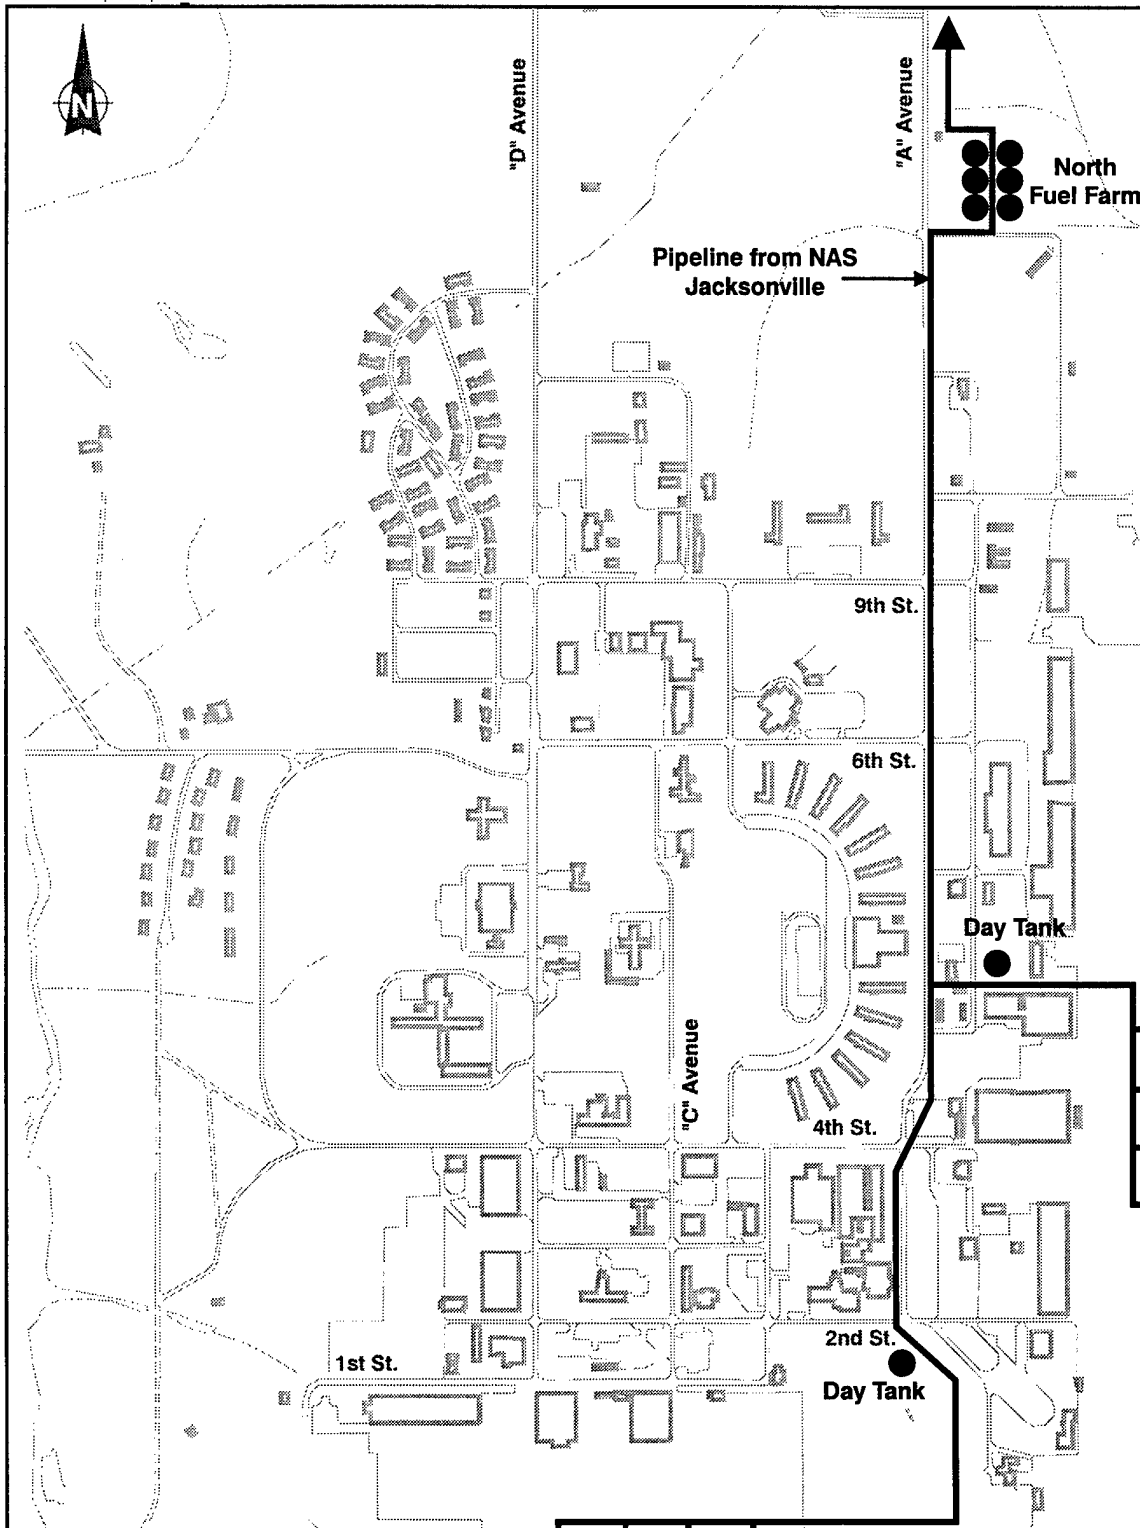 N
"D" Avenue
"A" Avenue
North
Fuel Farm
Pipeline from NAS
Jacksonville
9th St.
6th St.
Day Tank
"C" Avenue
4th St.
2nd St.
1st St.
Day Tank